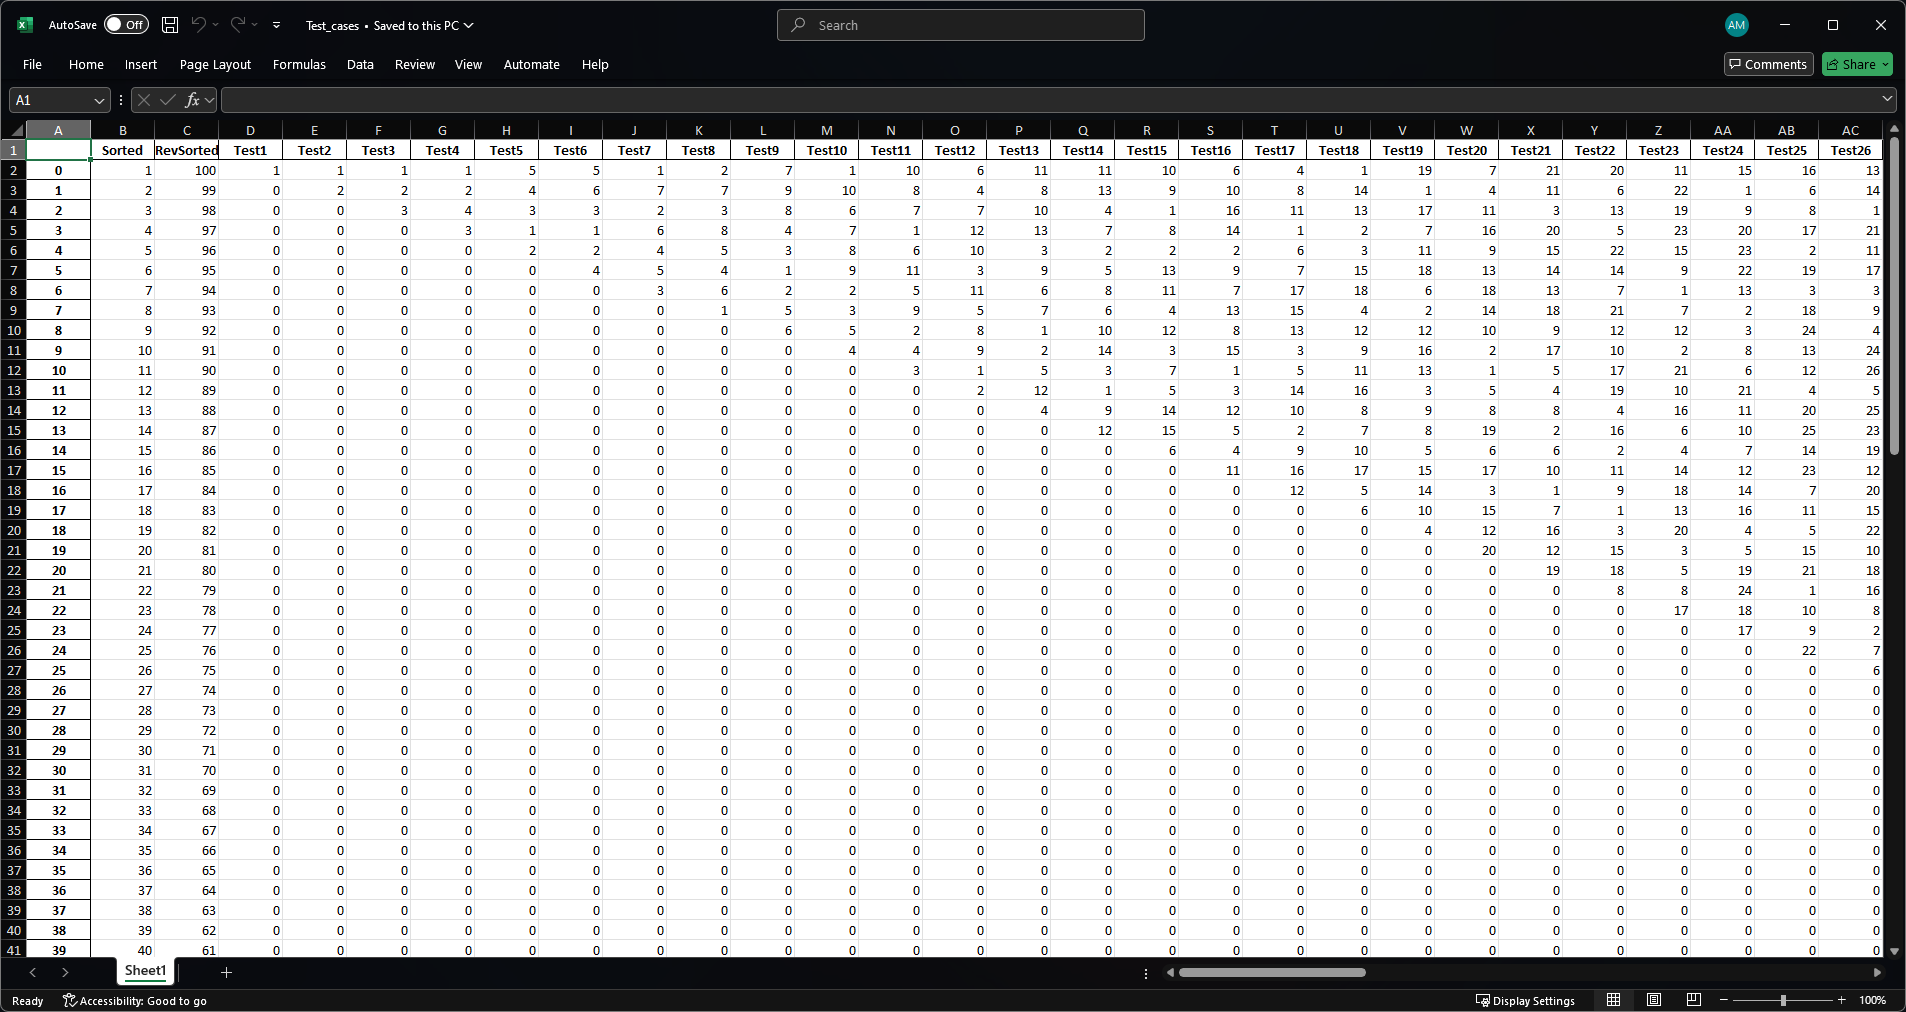 AutoSave Off Test_cases • Saved to this PC Search AM
File Home Insert Page Layout Formulas Data Review View Automate Help Comments Share
A1 fx
A B C D E F G H I J K L M N O P Q R S T U V W X Y Z AA AB AC
1 Sorted RevSorted Test1 Test2 Test3 Test4 Test5 Test6 Test7 Test8 Test9 Test10 Test11 Test12 Test13 Test14 Test15 Test16 Test17 Test18 Test19 Test20 Test21 Test22 Test23 Test24 Test25 Test26
2 0 1 100 1 1 1 1 5 5 1 2 7 1 10 6 11 11 10 6 4 1 19 7 21 20 11 15 16 13
3 1 2 99 0 2 2 2 4 6 7 7 9 10 8 4 8 13 9 10 8 14 1 4 11 6 22 1 6 14
4 2 3 98 0 0 3 4 3 3 2 3 8 6 7 7 10 4 1 16 11 13 17 11 3 13 19 9 8 1
5 3 4 97 0 0 0 3 1 1 6 8 4 7 1 12 13 7 8 14 1 2 7 16 20 5 23 20 17 21
6 4 5 96 0 0 0 0 2 2 4 5 3 8 6 10 3 2 2 2 6 3 11 9 15 22 15 23 2 11
7 5 6 95 0 0 0 0 0 4 5 4 1 9 11 3 9 5 13 9 7 15 18 13 14 14 9 22 19 17
8 6 7 94 0 0 0 0 0 0 3 6 2 2 5 11 6 8 11 7 17 18 6 18 13 7 1 13 3 3
9 7 8 93 0 0 0 0 0 0 0 1 5 3 9 5 7 6 4 13 15 4 2 14 18 21 7 2 18 9
10 8 9 92 0 0 0 0 0 0 0 0 6 5 2 8 1 10 12 8 13 12 12 10 9 12 12 3 24 4
11 9 10 91 0 0 0 0 0 0 0 0 0 4 4 9 2 14 3 15 3 9 16 2 17 10 2 8 13 24
12 10 11 90 0 0 0 0 0 0 0 0 0 0 3 1 5 3 7 1 5 11 13 1 5 17 21 6 12 26
13 11 12 89 0 0 0 0 0 0 0 0 0 0 0 2 12 1 5 3 14 16 3 5 4 19 10 21 4 5
14 12 13 88 0 0 0 0 0 0 0 0 0 0 0 0 4 9 14 12 10 8 9 8 8 4 16 11 20 25
15 13 14 87 0 0 0 0 0 0 0 0 0 0 0 0 0 12 15 5 2 7 8 19 2 16 6 10 25 23
16 14 15 86 0 0 0 0 0 0 0 0 0 0 0 0 0 0 6 4 9 10 5 6 6 2 4 7 14 19
17 15 16 85 0 0 0 0 0 0 0 0 0 0 0 0 0 0 0 11 16 17 15 17 10 11 14 12 23 12
18 16 17 84 0 0 0 0 0 0 0 0 0 0 0 0 0 0 0 0 12 5 14 3 1 9 18 14 7 20
19 17 18 83 0 0 0 0 0 0 0 0 0 0 0 0 0 0 0 0 0 6 10 15 7 1 13 16 11 15
20 18 19 82 0 0 0 0 0 0 0 0 0 0 0 0 0 0 0 0 0 0 4 12 16 3 20 4 5 22
21 19 20 81 0 0 0 0 0 0 0 0 0 0 0 0 0 0 0 0 0 0 0 20 12 15 3 5 15 10
22 20 21 80 0 0 0 0 0 0 0 0 0 0 0 0 0 0 0 0 0 0 0 0 19 18 5 19 21 18
23 21 22 79 0 0 0 0 0 0 0 0 0 0 0 0 0 0 0 0 0 0 0 0 0 8 8 24 1 16
24 22 23 78 0 0 0 0 0 0 0 0 0 0 0 0 0 0 0 0 0 0 0 0 0 0 17 18 10 8
25 23 24 77 0 0 0 0 0 0 0 0 0 0 0 0 0 0 0 0 0 0 0 0 0 0 0 17 9 2
26 24 25 76 0 0 0 0 0 0 0 0 0 0 0 0 0 0 0 0 0 0 0 0 0 0 0 0 22 7
27 25 26 75 0 0 0 0 0 0 0 0 0 0 0 0 0 0 0 0 0 0 0 0 0 0 0 0 0 6
28 26 27 74 0 0 0 0 0 0 0 0 0 0 0 0 0 0 0 0 0 0 0 0 0 0 0 0 0 0
29 27 28 73 0 0 0 0 0 0 0 0 0 0 0 0 0 0 0 0 0 0 0 0 0 0 0 0 0 0
30 28 29 72 0 0 0 0 0 0 0 0 0 0 0 0 0 0 0 0 0 0 0 0 0 0 0 0 0 0
31 29 30 71 0 0 0 0 0 0 0 0 0 0 0 0 0 0 0 0 0 0 0 0 0 0 0 0 0 0
32 30 31 70 0 0 0 0 0 0 0 0 0 0 0 0 0 0 0 0 0 0 0 0 0 0 0 0 0 0
33 31 32 69 0 0 0 0 0 0 0 0 0 0 0 0 0 0 0 0 0 0 0 0 0 0 0 0 0 0
34 32 33 68 0 0 0 0 0 0 0 0 0 0 0 0 0 0 0 0 0 0 0 0 0 0 0 0 0 0
35 33 34 67 0 0 0 0 0 0 0 0 0 0 0 0 0 0 0 0 0 0 0 0 0 0 0 0 0 0
36 34 35 66 0 0 0 0 0 0 0 0 0 0 0 0 0 0 0 0 0 0 0 0 0 0 0 0 0 0
37 35 36 65 0 0 0 0 0 0 0 0 0 0 0 0 0 0 0 0 0 0 0 0 0 0 0 0 0 0
38 36 37 64 0 0 0 0 0 0 0 0 0 0 0 0 0 0 0 0 0 0 0 0 0 0 0 0 0 0
39 37 38 63 0 0 0 0 0 0 0 0 0 0 0 0 0 0 0 0 0 0 0 0 0 0 0 0 0 0
40 38 39 62 0 0 0 0 0 0 0 0 0 0 0 0 0 0 0 0 0 0 0 0 0 0 0 0 0 0
41 39 40 61 0 0 0 0 0 0 0 0 0 0 0 0 0 0 0 0 0 0 0 0 0 0 0 0 0 0
Sheet1
Ready Accessibility: Good to go Display Settings 100%